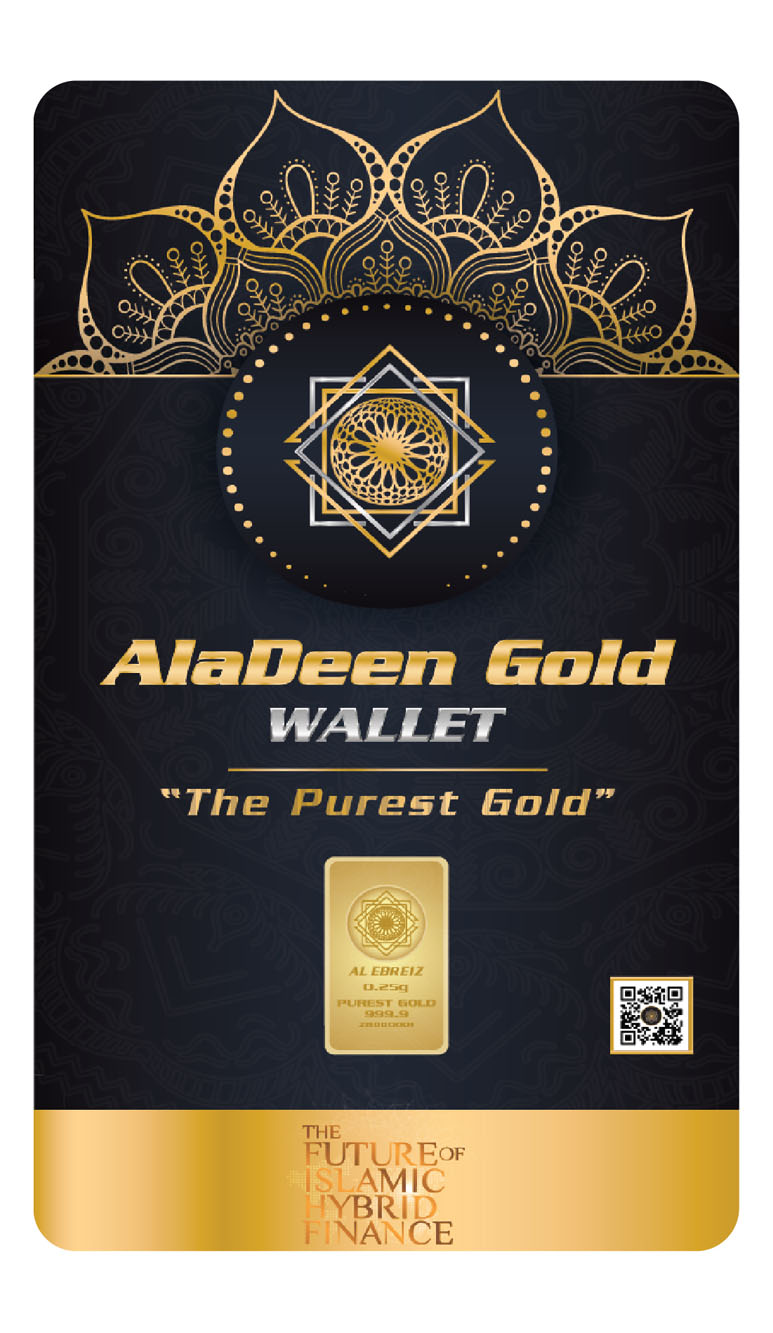 AlaDeen Gold
WALLET
“The Purest Gold”
AL EBREIZ
0.25g
PUREST GOLD
999.9
THE
FUTURE OF
ISLAMIC
HYBRID
FINANCE